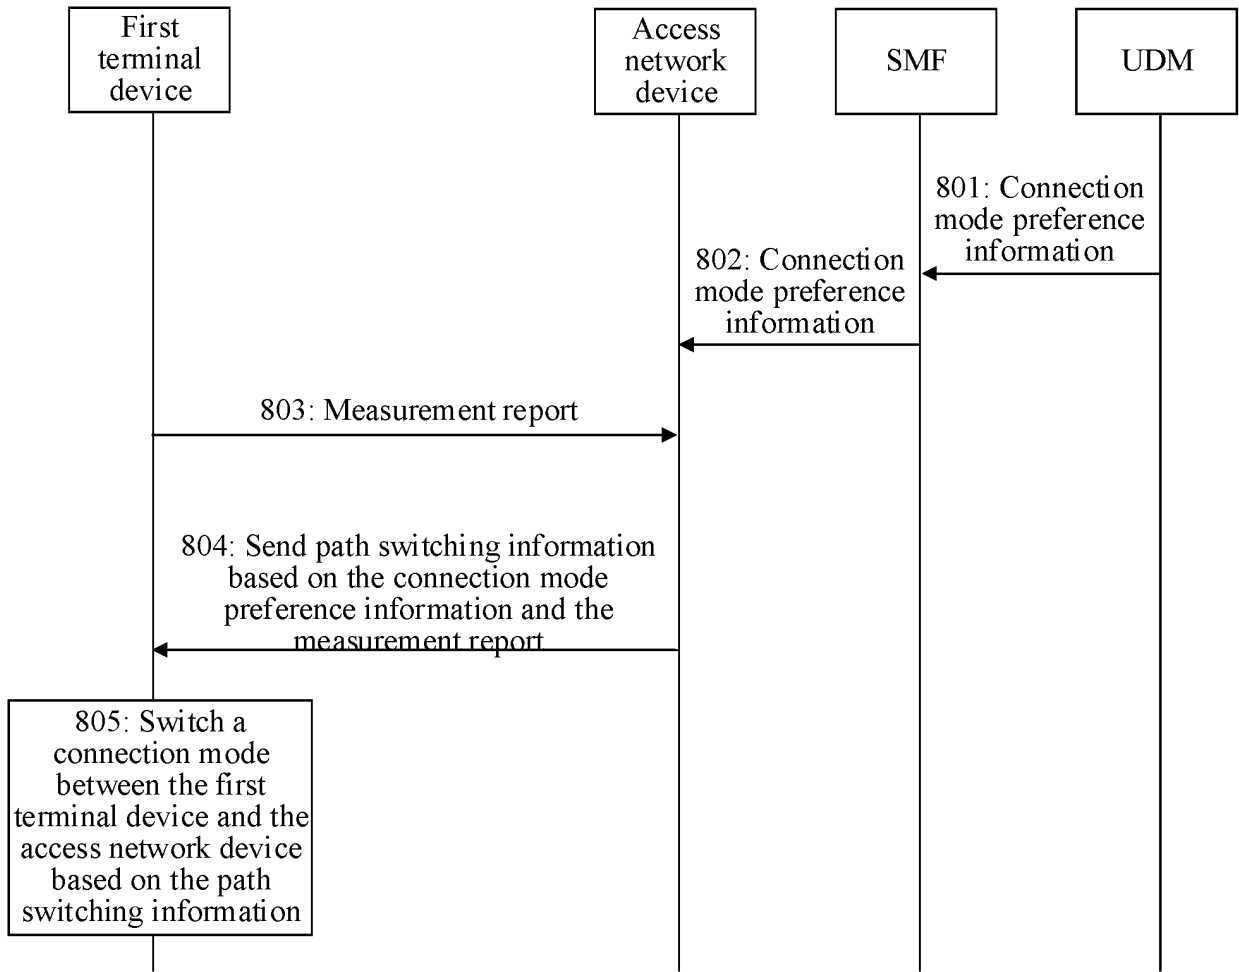 First
terminal
device
Access
network
device
SMF
UDM
801: Connection
mode preference
information
802: Connection
mode preference
information
803: Measurement report
804: Send path switching information
based on the connection mode
preference information and the
measurement report
805: Switch a
connection mode
between the first
terminal device and the
access network device
based on the path
switching information